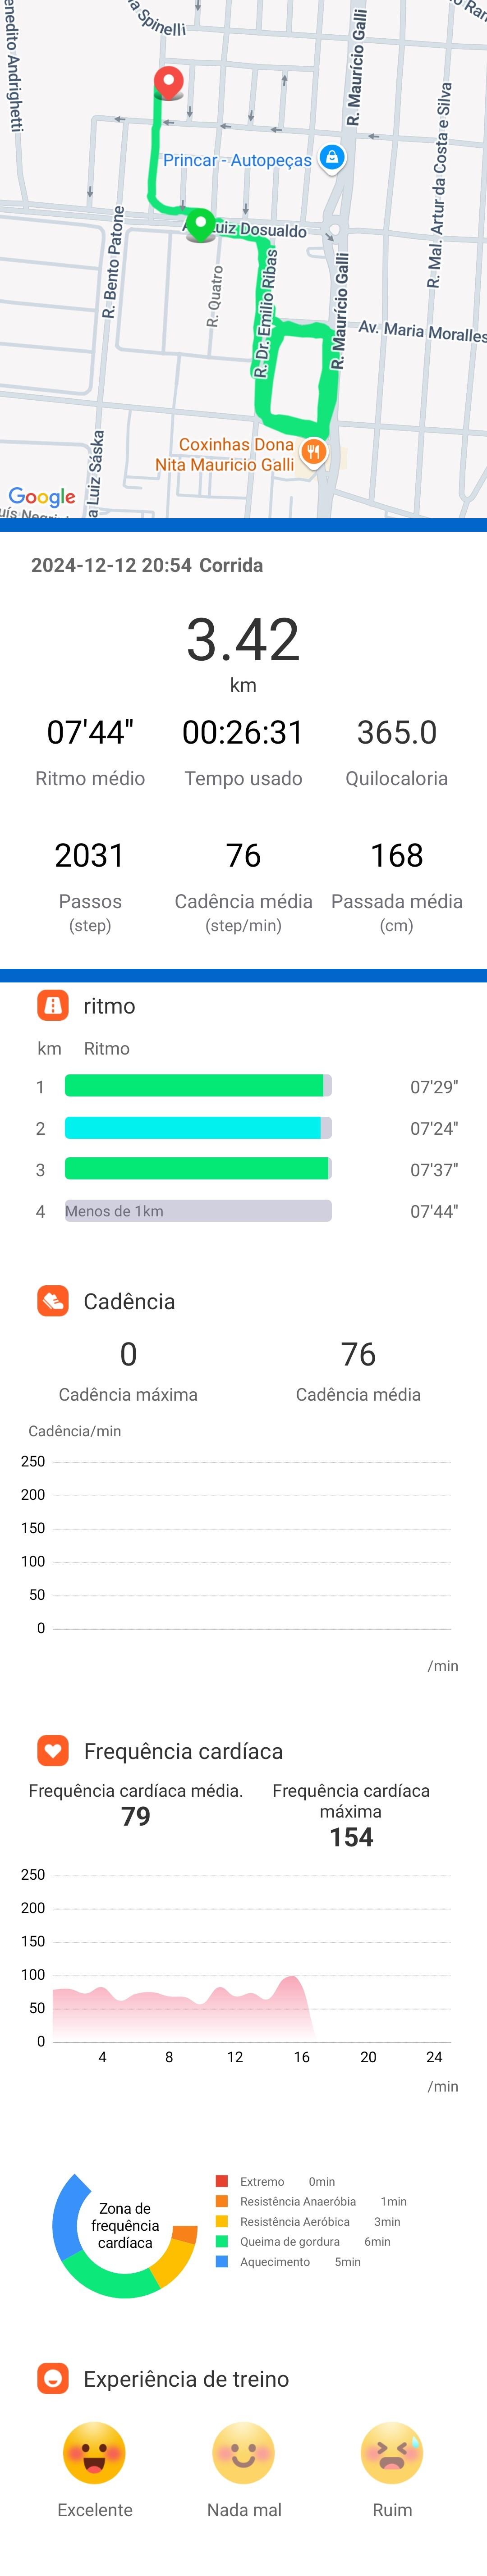 enedito Andrighetti
a Spinelli
R. Maurício Galli
R. Mal. Artur da Costa e Silva
Princar - Autopeças
R. Bento Patone
uiz Dosualdo
R. Quatro
R. Dr. Emílio Ribas
R. Maurício Galli
Av. Maria Moralles
Coxinhas Dona
Nita Mauricio Galli
a Luiz Sáska
Google
2024-12-12 20:54 Corrida
3.42
km
07'44" 00:26:31 365.0
Ritmo médio Tempo usado Quilocaloria
2031 76 168
Passos Cadência média Passada média
(step) (step/min) (cm)
ritmo
km Ritmo
1 07'29"
2 07'24"
3 07'37"
4 Menos de 1km 07'44"
Cadência
0 76
Cadência máxima Cadência média
Cadência/min
250
200
150
100
50
0
/min
Frequência cardíaca
Frequência cardíaca média.
79
Frequência cardíaca
máxima
154
250
200
150
100
50
0
4 8 12 16 20 24
/min
Zona de
frequência
cardíaca
Extremo 0min
Resistência Anaeróbia 1min
Resistência Aeróbica 3min
Queima de gordura 6min
Aquecimento 5min
Experiência de treino
Excelente Nada mal Ruim